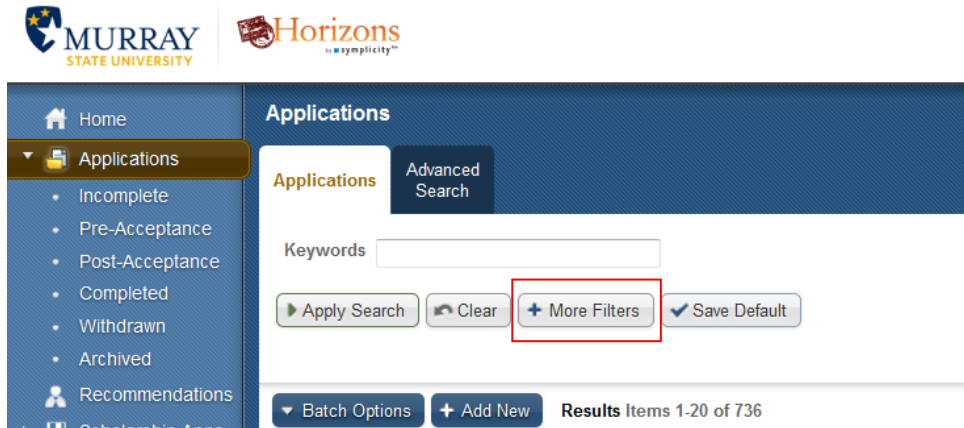 MURRAY
STATE UNIVERSITY
Horizons
by symplicity™
Home
Applications
Incomplete
Pre-Acceptance
Post-Acceptance
Completed
Withdrawn
Archived
Recommendations
Applications
Applications
Advanced
Search
Keywords
Apply Search
Clear
More Filters
Save Default
Batch Options
Add New
Results Items 1-20 of 736